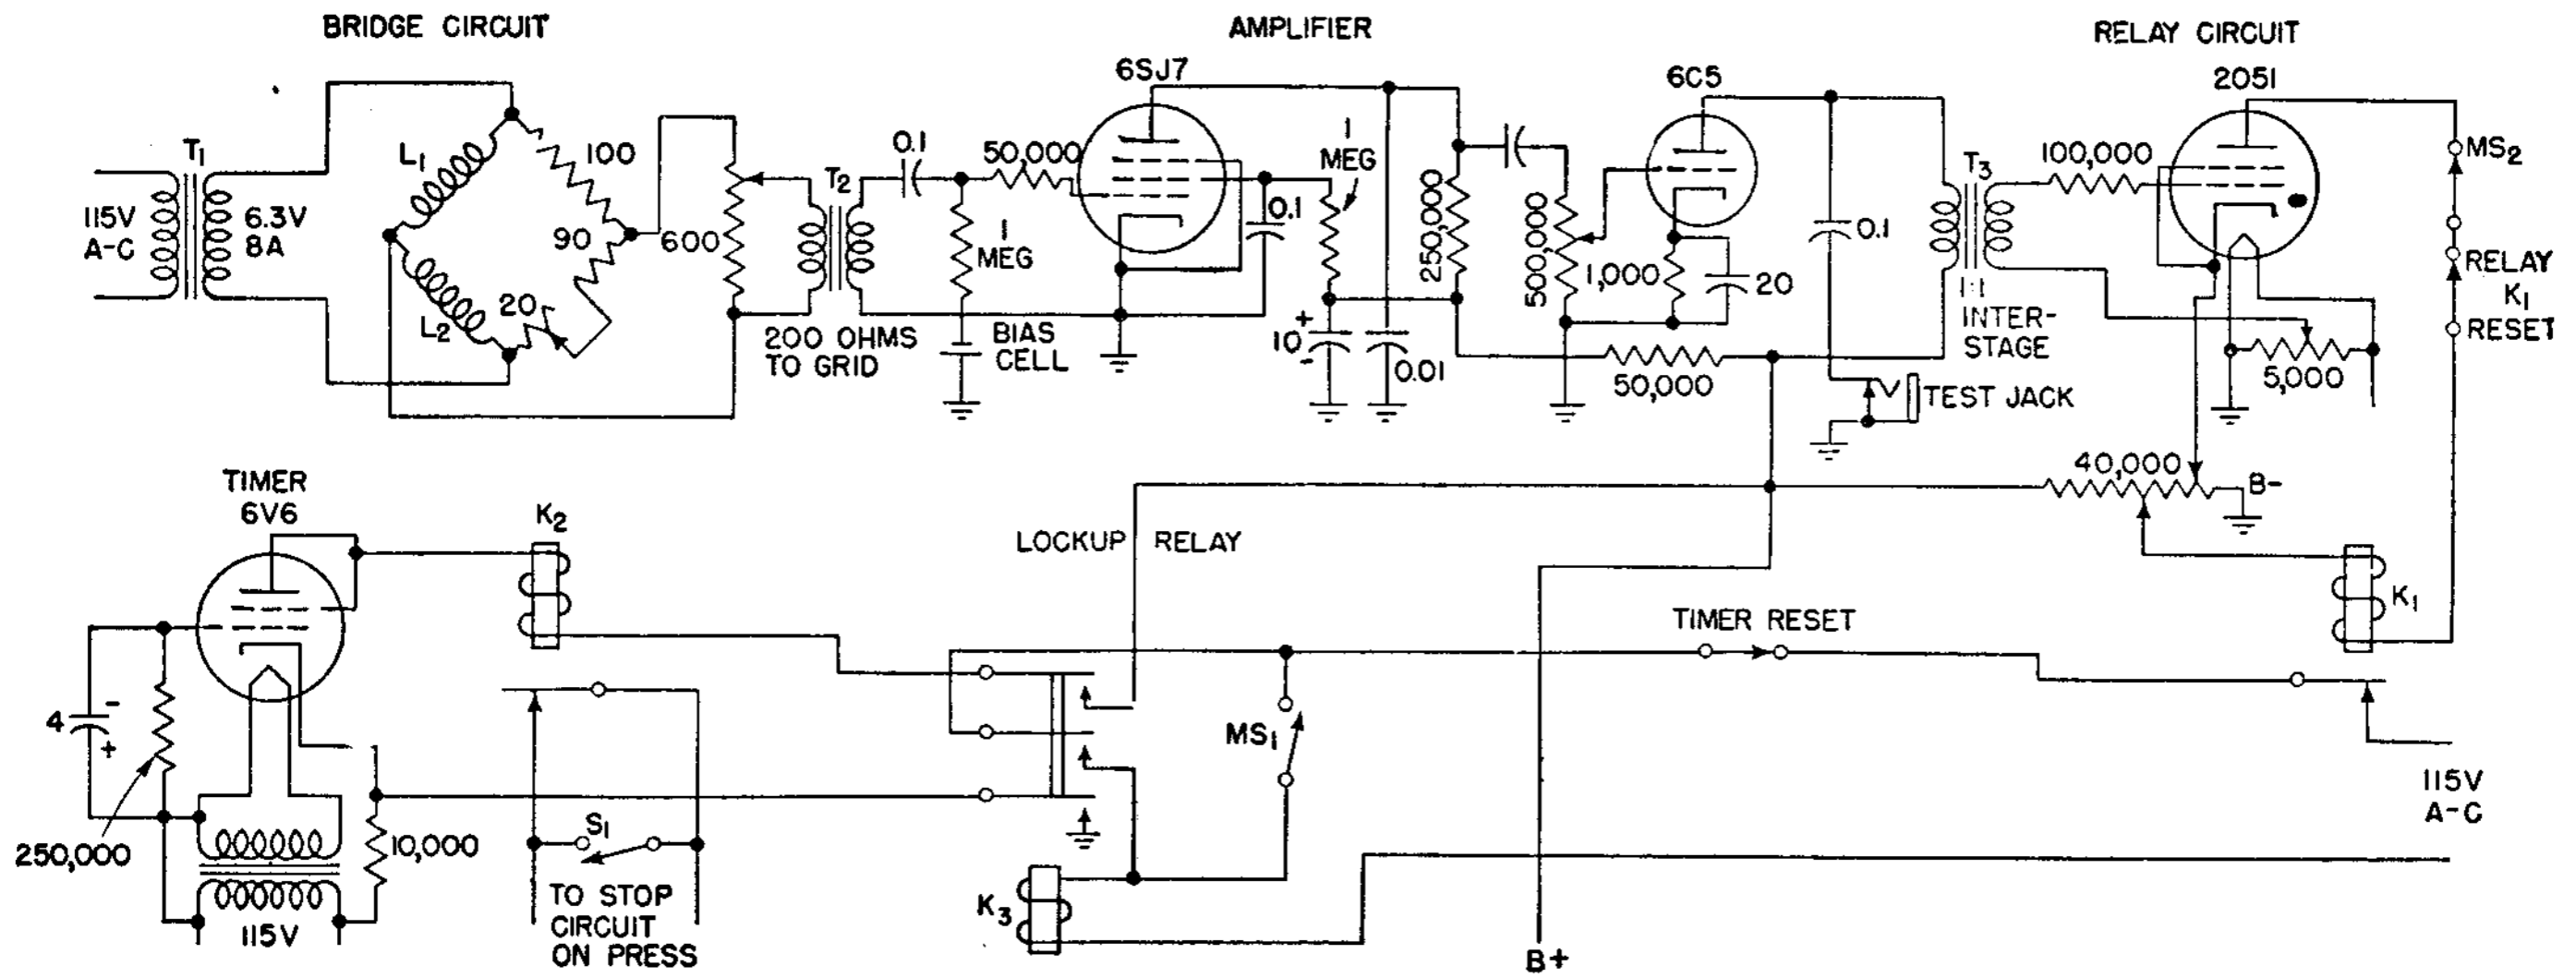 BRIDGE CIRCUIT
AMPLIFIER
RELAY CIRCUIT
6SJ7
6C5
2051
T1
115V
A-C
6.3V
8A
L1
L2
100
90
20
600
T2
200 OHMS
TO GRID
0.1
50,000
1
MEG
BIAS
CELL
0.1
1
MEG
+
10
-
0.01
250,000
500,000
1,000
20
50,000
0.1
TEST JACK
T3
1:1
INTER-
STAGE
100,000
5,000
MS2
RELAY
K1
RESET
40,000
B-
K1
TIMER
6V6
K2
4
-
+
250,000
10,000
115V
S1
TO STOP
CIRCUIT
ON PRESS
LOCKUP RELAY
MS1
K3
TIMER RESET
B+
115V
A-C